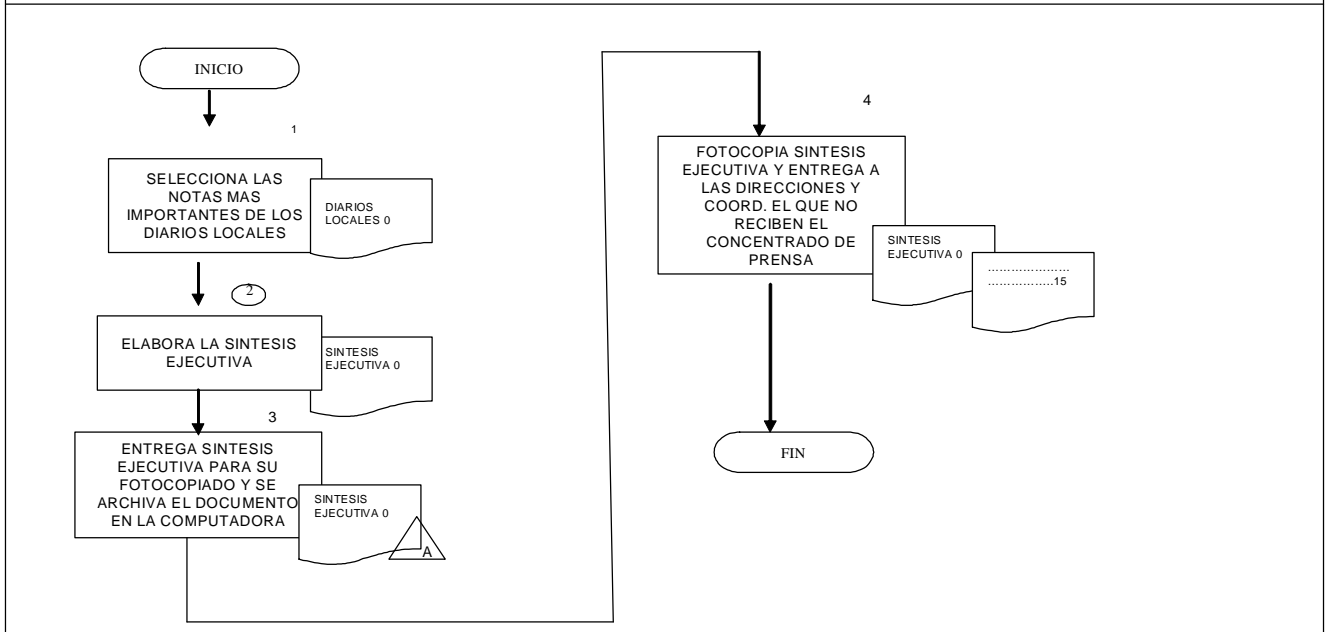 INICIO
1
SELECCIONA LAS
NOTAS MAS
IMPORTANTES DE LOS
DIARIOS LOCALES
DIARIOS
LOCALES 0
2
ELABORA LA SINTESIS
EJECUTIVA
SINTESIS
EJECUTIVA 0
3
ENTREGA SINTESIS
EJECUTIVA PARA SU
FOTOCOPIADO Y SE
ARCHIVA EL DOCUMENTO
EN LA COMPUTADORA
SINTESIS
EJECUTIVA 0
A
4
FOTOCOPIA SINTESIS
EJECUTIVA Y ENTREGA A
LAS DIRECCIONES Y
COORD. EL QUE NO
RECIBEN EL
CONCENTRADO DE
PRENSA
SINTESIS
EJECUTIVA 0
.....................
..................15
FIN